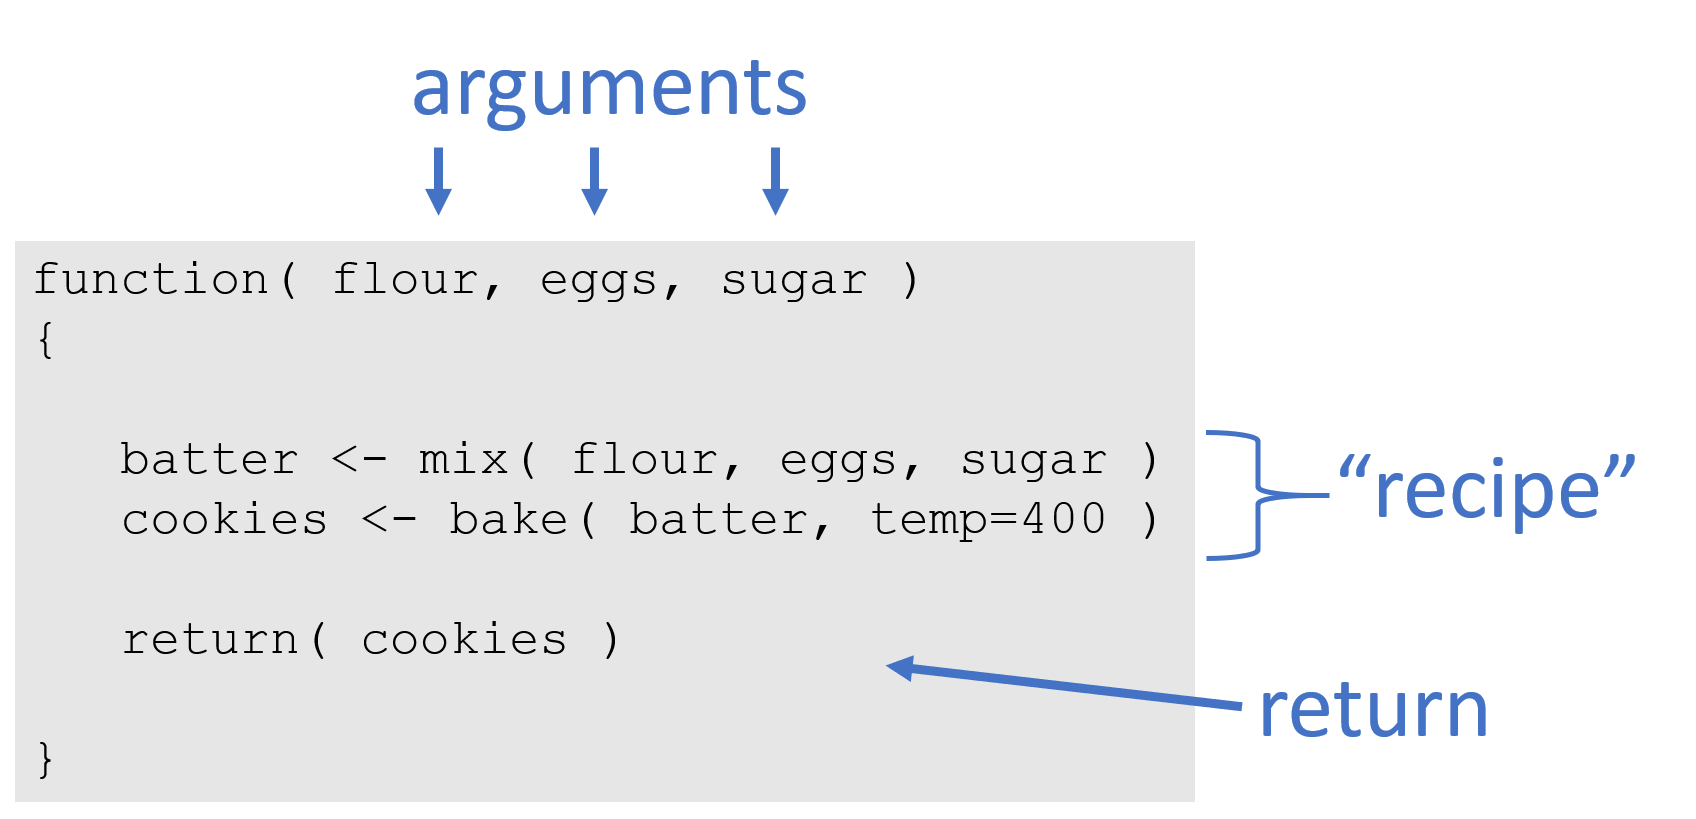 arguments
function( flour, eggs, sugar )
{
batter <- mix( flour, eggs, sugar )
cookies <- bake( batter, temp=400 )
“recipe”
return( cookies )
return
}